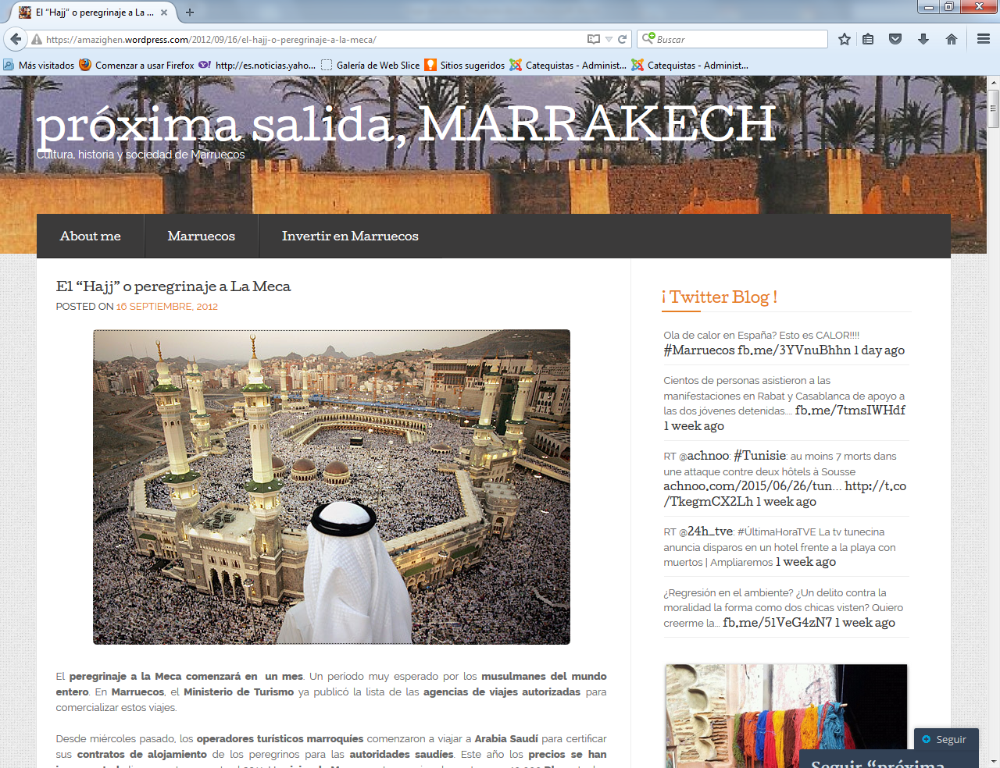 El “Hajj” o peregrinaje a La ...
https://amazighen.wordpress.com/2012/09/16/el-hajj-o-peregrinaje-a-la-meca/
Buscar
Más visitados
Comenzar a usar Firefox
http://es.noticias.yaho...
Galería de Web Slice
Sitios sugeridos
Catequistas - Administ...
Catequistas - Administ...
próxima salida, MARRAKECH
Cultura, historia y sociedad de Marruecos
About me
Marruecos
Invertir en Marruecos
El “Hajj” o peregrinaje a La Meca
POSTED ON 16 SEPTIEMBRE, 2012
El peregrinaje a la Meca comenzará en un mes. Un período muy esperado por los musulmanes del mundo
entero. En Marruecos, el Ministerio de Turismo ya publicó la lista de las agencias de viajes autorizadas para
comercializar estos viajes.
Desde miércoles pasado, los operadores turísticos marroquíes comenzaron a viajar a Arabia Saudí para certificar
sus contratos de alojamiento de los peregrinos para las autoridades saudíes. Este año los precios se han
¡ Twitter Blog !
Ola de calor en España? Esto es CALOR!!!!
#Marruecos fb.me/3YVnuBhhn 1 day ago
Cientos de personas asistieron a las
manifestaciones en Rabat y Casablanca de apoyo a
las dos jóvenes detenidas.... fb.me/7tmsIWHdf
1 week ago
RT @achnoo: #Tunisie: au moins 7 morts dans
une attaque contre deux hôtels à Sousse
achnoo.com/2015/06/26/tun… http://t.co
/TkegmCX2Lh 1 week ago
RT @24h_tve: #ÚltimaHoraTVE La tv tunecina
anuncia disparos en un hotel frente a la playa con
muertos | Ampliaremos 1 week ago
¿Regresión en el ambiente? ¿Un delito contra la
moralidad la forma como dos chicas visten? Quiero
creerme la... fb.me/51VeG4zN7 1 week ago
Seguir
Seguir “próxima